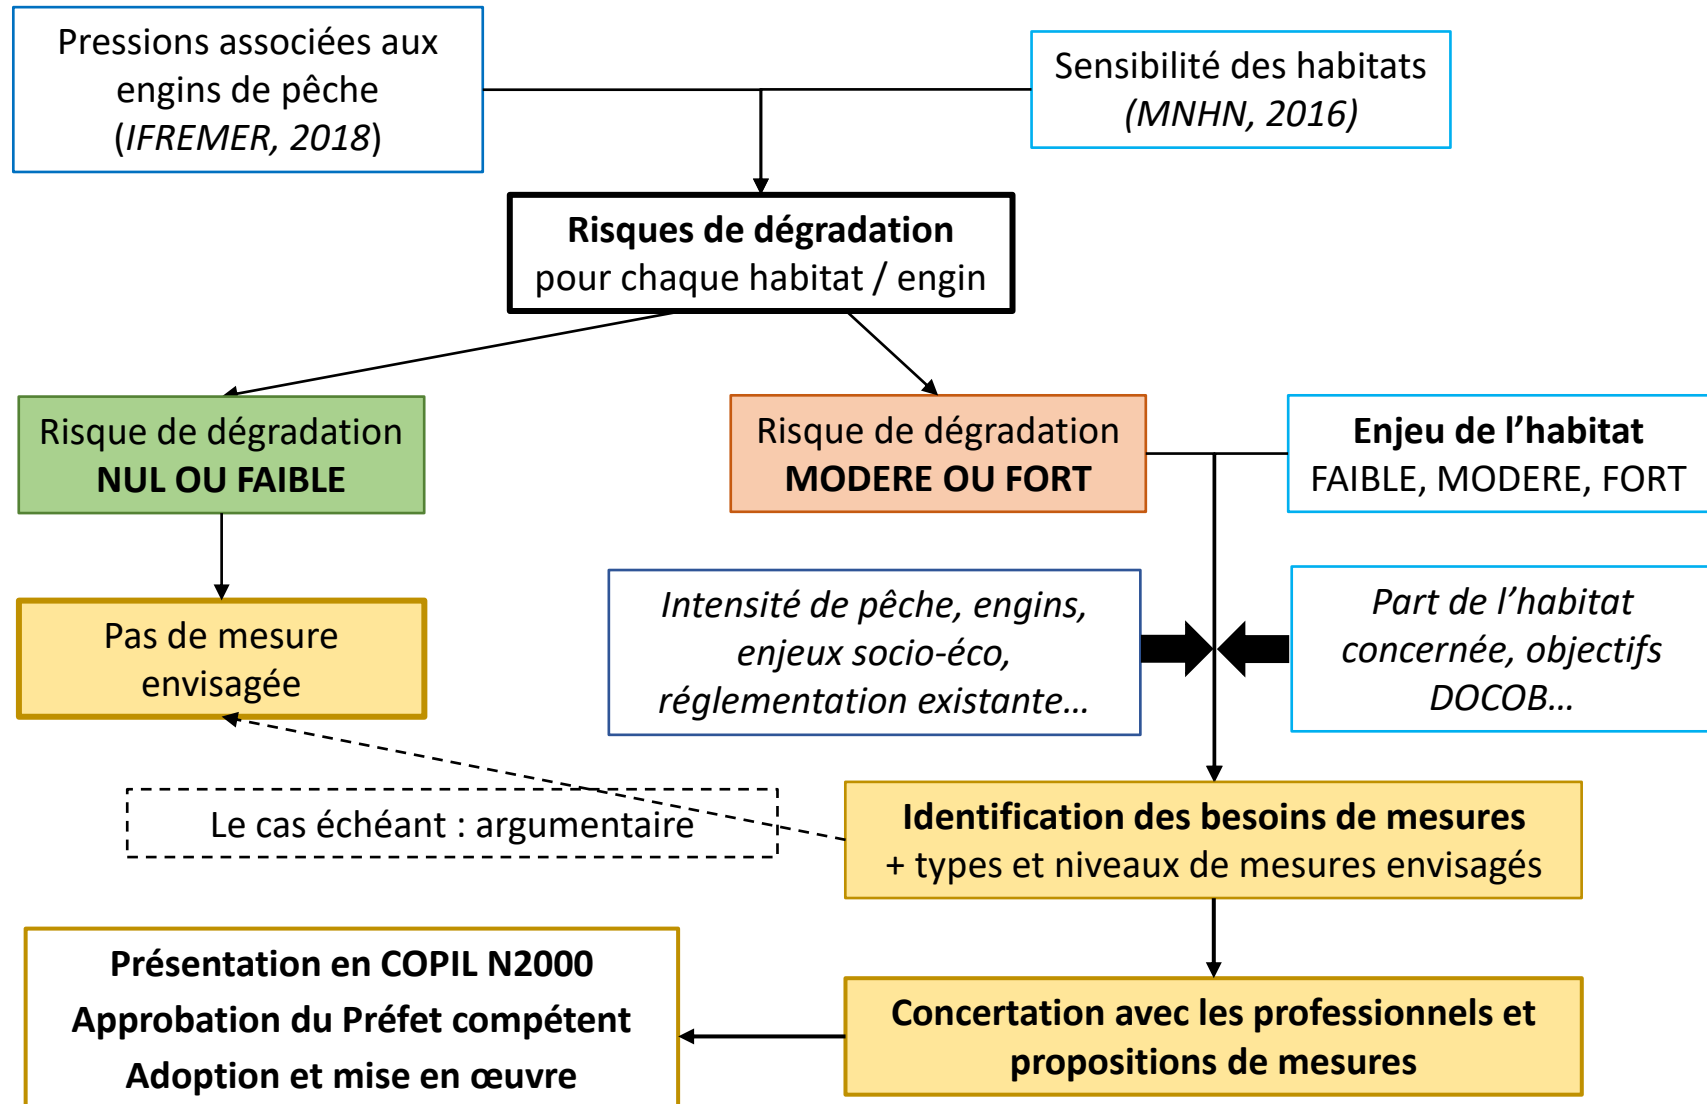 Pressions associées aux
engins de pêche
(IFREMER, 2018)
Sensibilité des habitats
(MNHN, 2016)
Risques de dégradation
pour chaque habitat / engin
Risque de dégradation
NUL OU FAIBLE
Risque de dégradation
MODERE OU FORT
Enjeu de l’habitat
FAIBLE, MODERE, FORT
Pas de mesure
envisagée
Intensité de pêche, engins,
enjeux socio-éco,
réglementation existante…
Part de l’habitat
concernée, objectifs
DOCOB…
Le cas échéant : argumentaire
Identification des besoins de mesures
+ types et niveaux de mesures envisagés
Présentation en COPIL N2000
Approbation du Préfet compétent
Adoption et mise en œuvre
Concertation avec les professionnels et
propositions de mesures